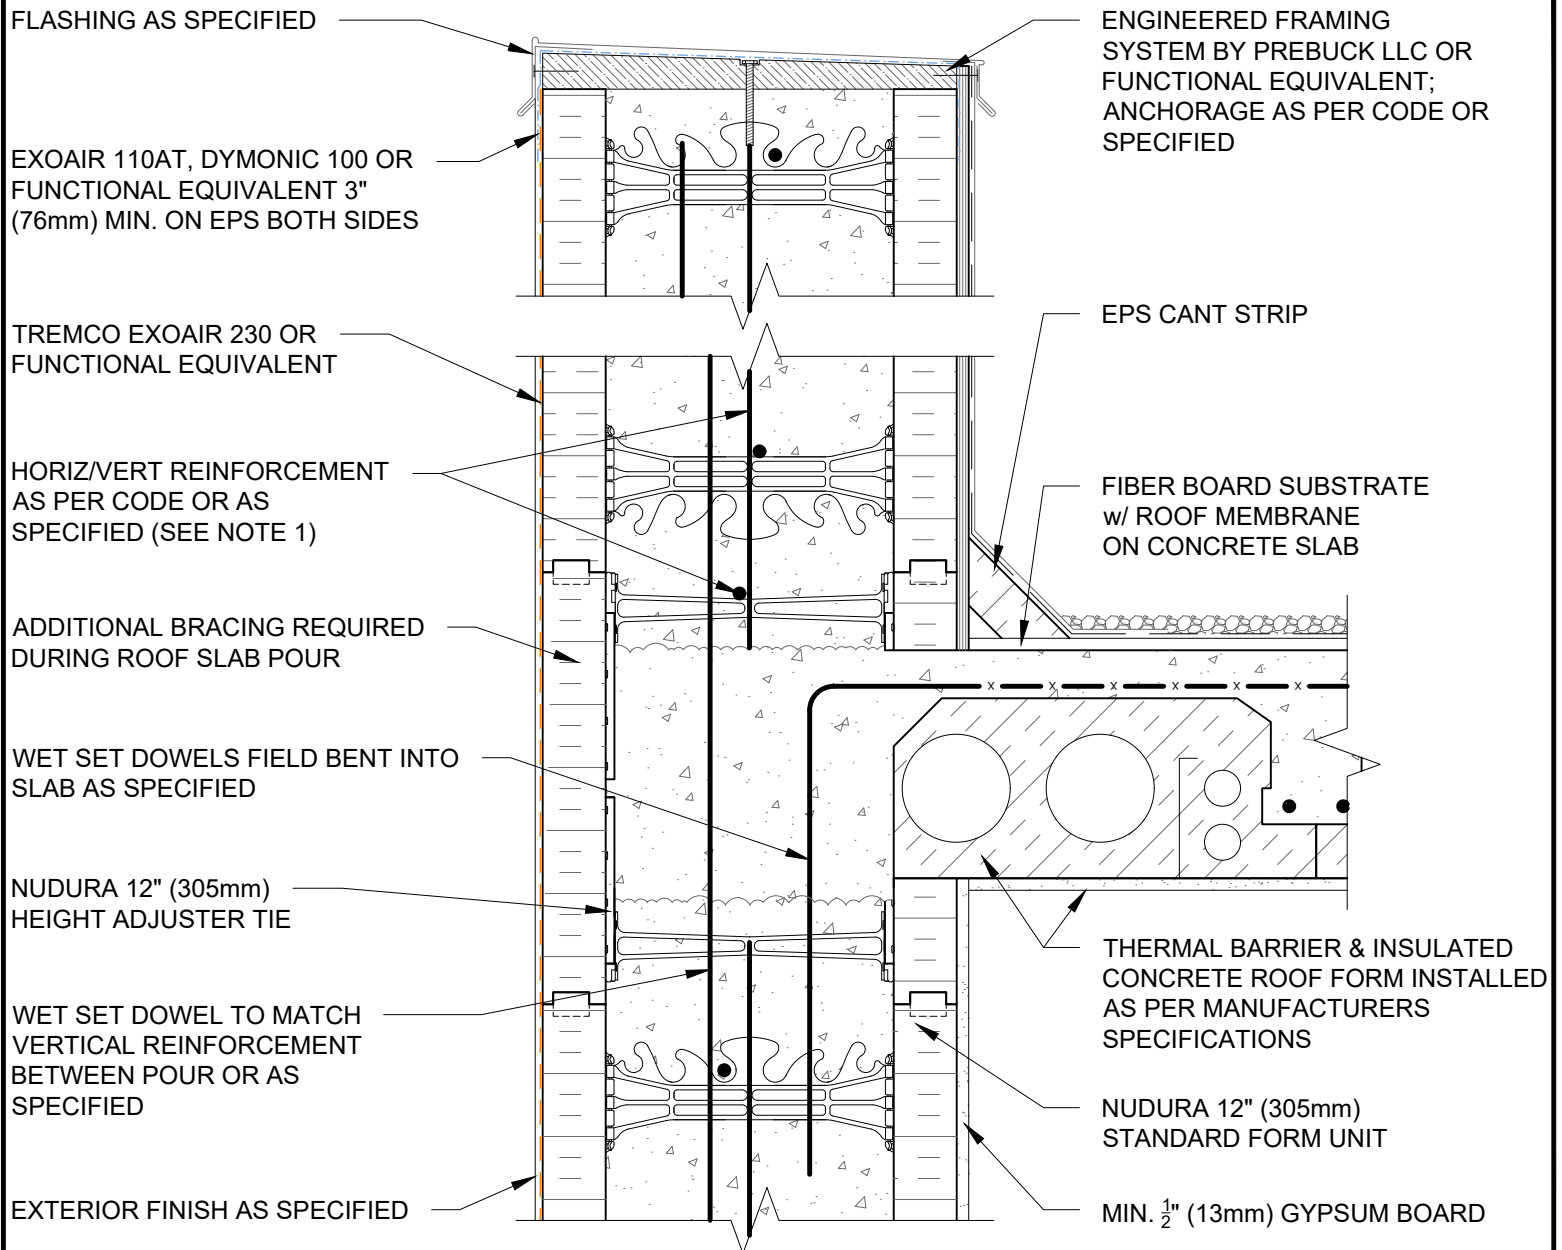 FLASHING AS SPECIFIED
EXOAIR 110AT, DYMONIC 100 OR
FUNCTIONAL EQUIVALENT 3"
(76mm) MIN. ON EPS BOTH SIDES
TREMCO EXOAIR 230 OR
FUNCTIONAL EQUIVALENT
HORIZ/VERT REINFORCEMENT
AS PER CODE OR AS
SPECIFIED (SEE NOTE 1)
ADDITIONAL BRACING REQUIRED
DURING ROOF SLAB POUR
WET SET DOWELS FIELD BENT INTO
SLAB AS SPECIFIED
NUDURA 12" (305mm)
HEIGHT ADJUSTER TIE
WET SET DOWEL TO MATCH
VERTICAL REINFORCEMENT
BETWEEN POUR OR AS
SPECIFIED
EXTERIOR FINISH AS SPECIFIED
ENGINEERED FRAMING
SYSTEM BY PREBUCK LLC OR
FUNCTIONAL EQUIVALENT;
ANCHORAGE AS PER CODE OR
SPECIFIED
EPS CANT STRIP
FIBER BOARD SUBSTRATE
w/ ROOF MEMBRANE
ON CONCRETE SLAB
x x x x x x
THERMAL BARRIER & INSULATED
CONCRETE ROOF FORM INSTALLED
AS PER MANUFACTURERS
SPECIFICATIONS
NUDURA 12" (305mm)
STANDARD FORM UNIT
MIN. 1/2" (13mm) GYPSUM BOARD